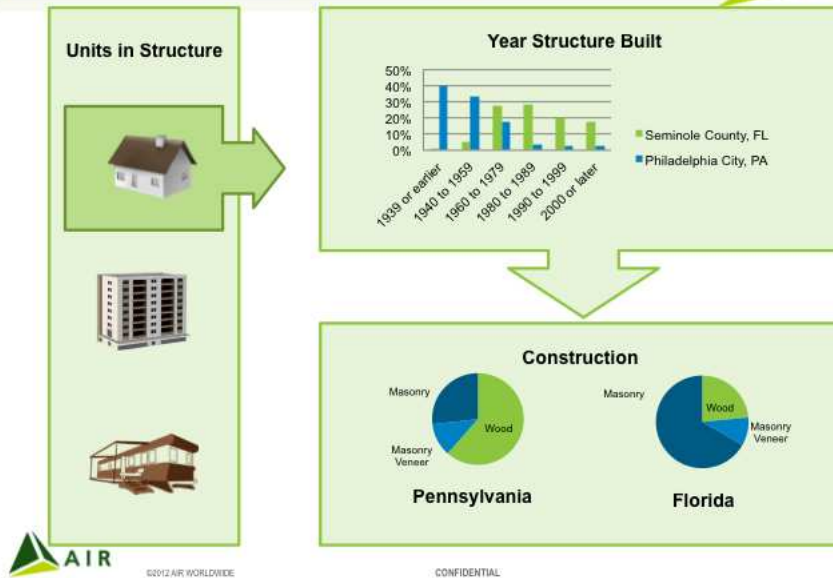 Units in Structure
Year Structure Built
50%
40%
30%
20%
10%
0%
1939 or earlier
1940 to 1959
1960 to 1979
1980 to 1989
1990 to 1999
2000 or later
Seminole County, FL
Philadelphia City, PA
Construction
Masonry
Wood
Masonry
Veneer
Pennsylvania
Masonry
Wood
Masonry
Veneer
Florida
AIR
©2012 AIR WORLDWIDE
CONFIDENTIAL